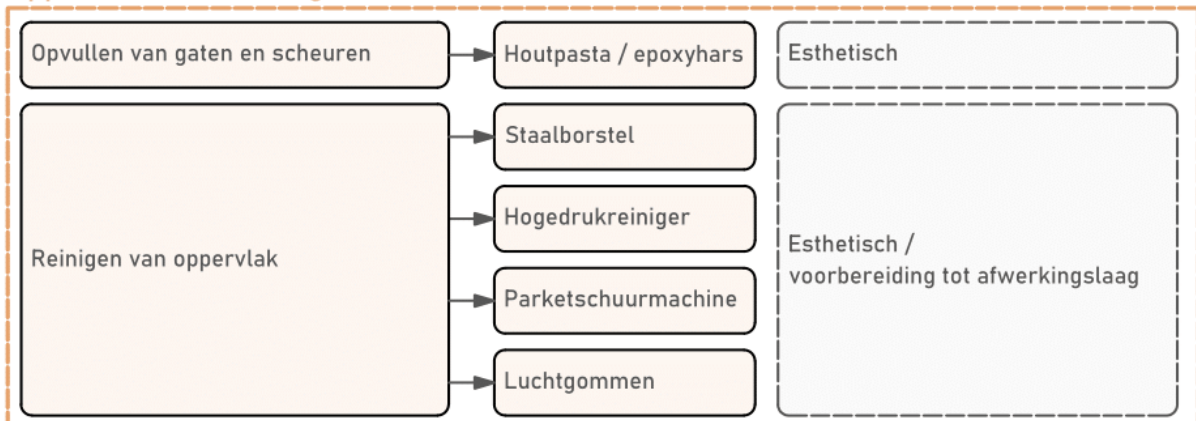 Opvullen van gaten en scheuren
Houtpasta / epoxyhars
Esthetisch
Reinigen van oppervlak
Staalborstel
Hogedrukreiniger
Parketschuurmachine
Luchtgommen
Esthetisch /
voorbereiding tot afwerkingslaag